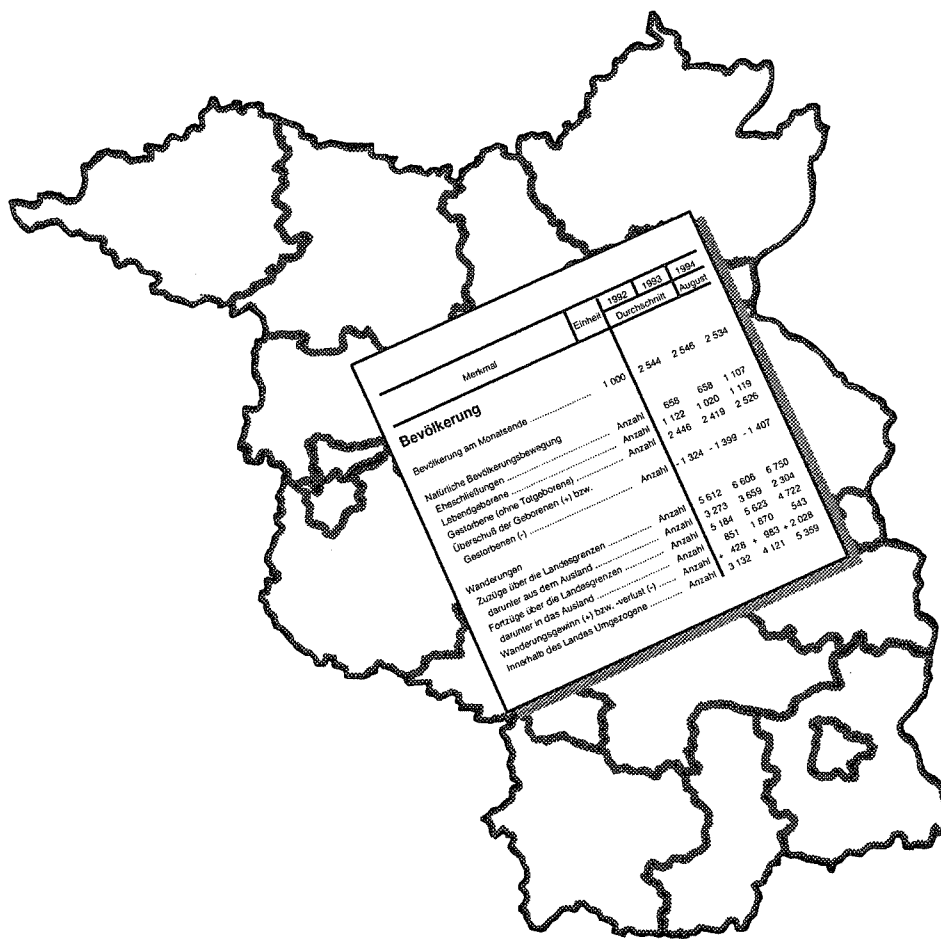 Merkmal Einheit 1992 1993 1994
Durchschnitt August
Bevölkerung
Bevölkerung am Monatsende ............ 1 000 2 544 2 545 2 534
Natürliche Bevölkerungsbewegung
Eheschließungen ............ Anzahl 658 658 1 107
Lebendgeborene ............ Anzahl 1 122 1 020 1 119
Gestorbene (ohne Totgeborene) ............ Anzahl 2 446 2 419 2 526
Überschuß der Geborenen (+) bzw.
Gestorbenen (-) ............ Anzahl - 1 324 - 1 399 - 1 407
Wanderungen
Zuzüge über die Landesgrenzen ............ Anzahl 5 612 6 606 6 750
darunter aus dem Ausland ............ Anzahl 3 273 3 659 2 304
Fortzüge über die Landesgrenzen ............ Anzahl 5 184 5 623 4 722
darunter in das Ausland ............ Anzahl 851 1 870 543
Wanderungsgewinn (+) bzw. -verlust (-) .... Anzahl + 428 + 983 + 2 028
Innerhalb des Landes Umgezogene ............ Anzahl 3 132 4 121 5 359